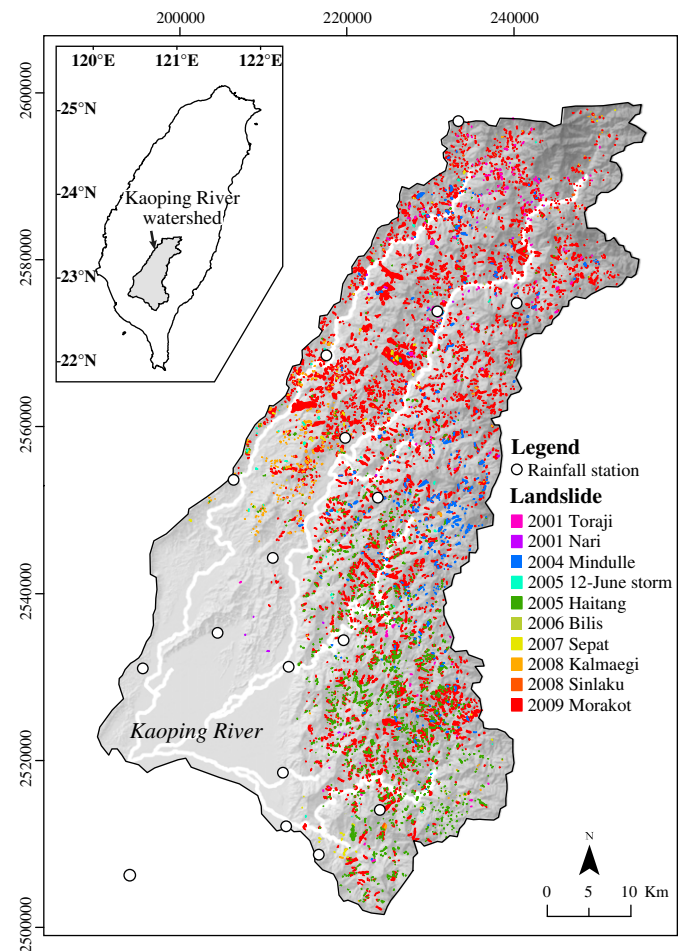 200000 220000 240000
120°E 121°E 122°E
25°N
24°N
23°N
22°N
Kaoping River
watershed
2600000
2580000
2560000
2540000
2520000
2500000
Kaoping River
Legend
Rainfall station
Landslide
2001 Toraji
2001 Nari
2004 Mindulle
2005 12-June storm
2005 Haitang
2006 Bilis
2007 Sepat
2008 Kalmaegi
2008 Sinlaku
2009 Morakot
N
0 5 10 Km